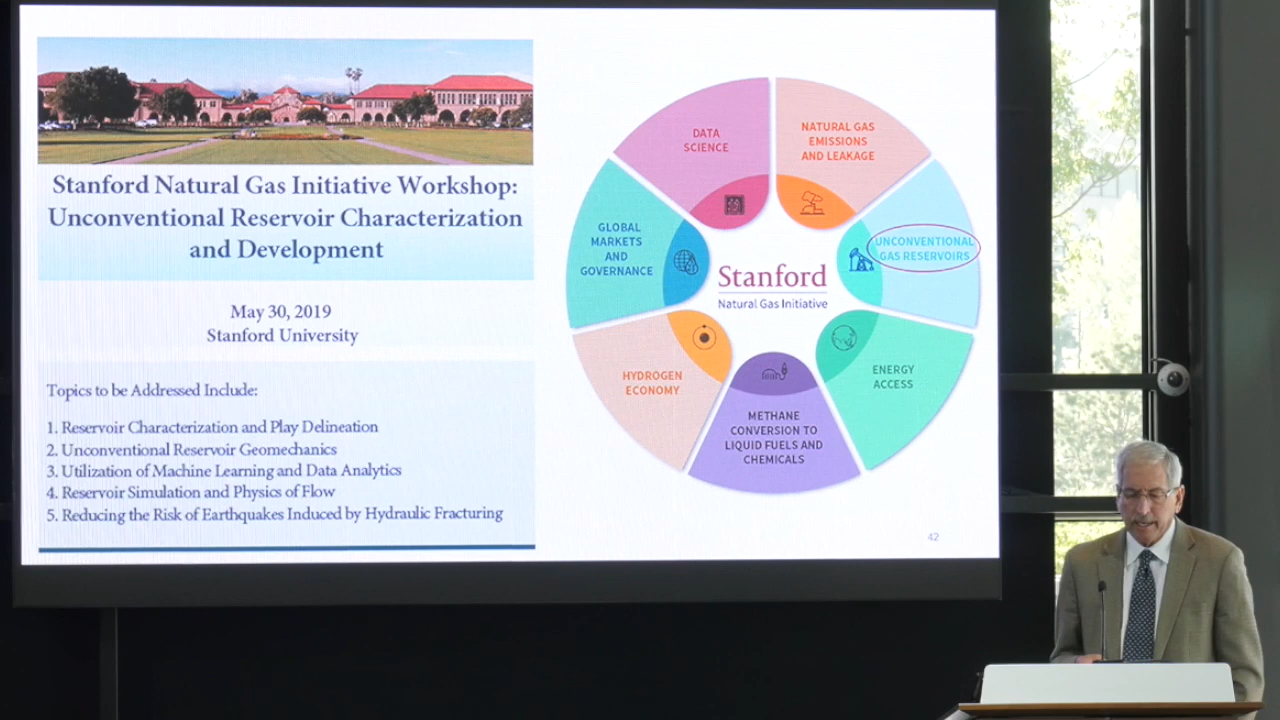 Stanford Natural Gas Initiative Workshop:
Unconventional Reservoir Characterization
and Development
May 30, 2019
Stanford University
Topics to be Addressed Include:
1. Reservoir Characterization and Play Delineation
2. Unconventional Reservoir Geomechanics
3. Utilization of Machine Learning and Data Analytics
4. Reservoir Simulation and Physics of Flow
5. Reducing the Risk of Earthquakes Induced by Hydraulic Fracturing
DATA
SCIENCE
NATURAL GAS
EMISSIONS
AND LEAKAGE
GLOBAL
MARKETS
AND
GOVERNANCE
UNCONVENTIONAL
GAS RESERVOIRS
Stanford
Natural Gas Initiative
HYDROGEN
ECONOMY
ENERGY
ACCESS
METHANE
CONVERSION TO
LIQUID FUELS AND
CHEMICALS
42